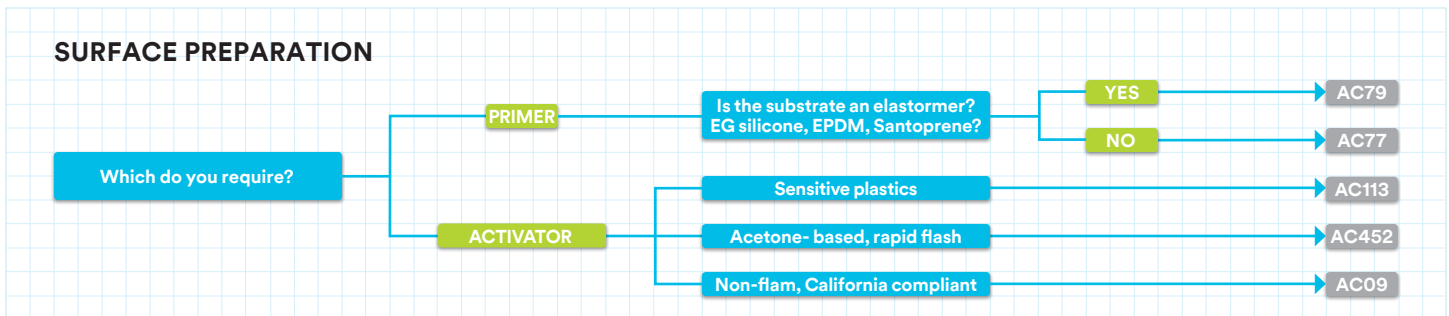 SURFACE PREPARATION
Which do you require?
PRIMER
Is the substrate an elastormer?
EG silicone, EPDM, Santoprene?
YES
AC79
NO
AC77
ACTIVATOR
Sensitive plastics
AC113
Acetone- based, rapid flash
AC452
Non-flam, California compliant
AC09